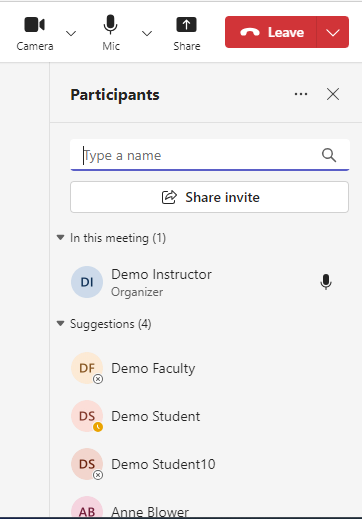 Camera
Mic
Share
Leave
Participants
Type a name
Share invite
In this meeting (1)
DI
Demo Instructor
Organizer
Suggestions (4)
DF
Demo Faculty
DS
Demo Student
DS
Demo Student10
AB
Anne Blower